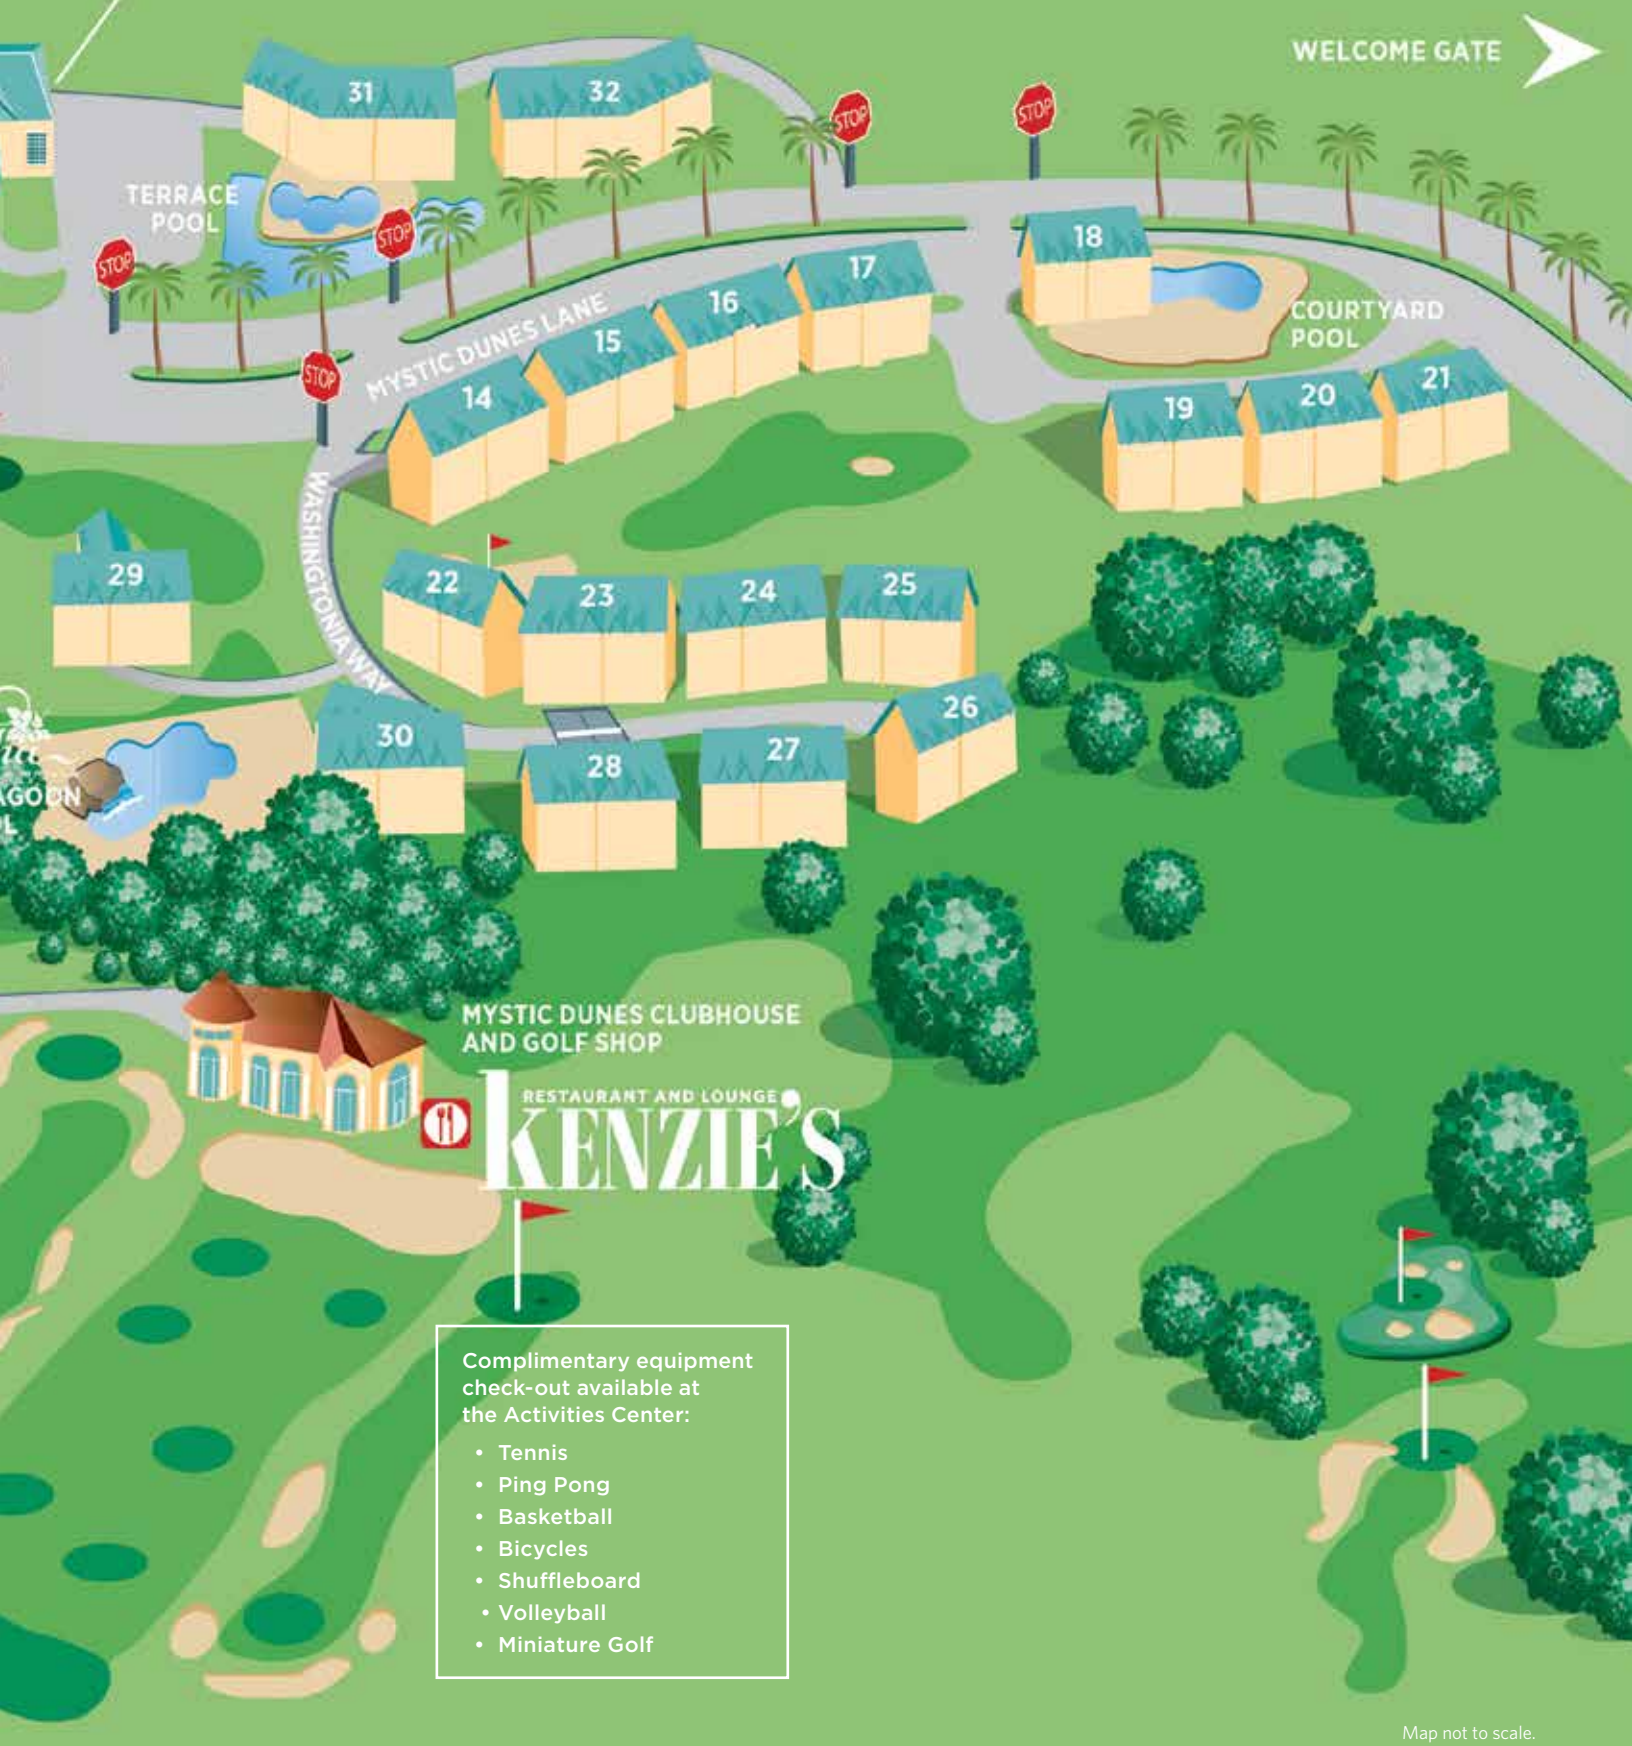 WELCOME GATE
31
32
STOP
STOP
TERRACE
POOL
STOP
STOP
18
17
16
15
14
MYSTIC DUNES LANE
COURTYARD
POOL
STOP
19
20
21
WASHINGTONIA WAY
29
22
23
24
25
26
30
28
27
MYSTIC DUNES CLUBHOUSE
AND GOLF SHOP
RESTAURANT AND LOUNGE
KENZIE'S
Complimentary equipment
check-out available at
the Activities Center:
• Tennis
• Ping Pong
• Basketball
• Bicycles
• Shuffleboard
• Volleyball
• Miniature Golf
Map not to scale.